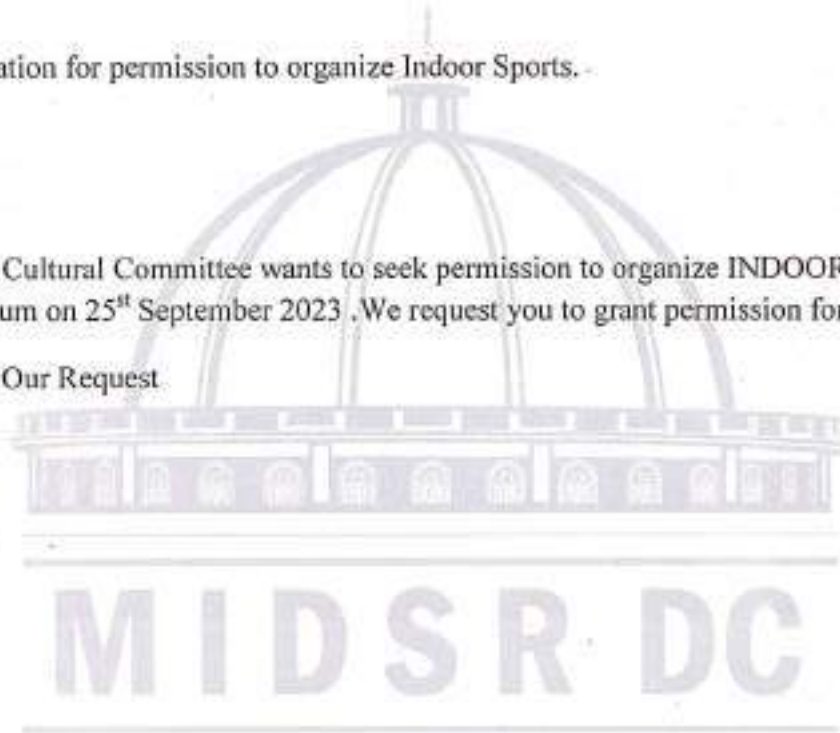 ation for permission to organize Indoor Sports.
Cultural Committee wants to seek permission to organize INDOOR
um on 25st September 2023 .We request you to grant permission for
Our Request
MIDSR DC